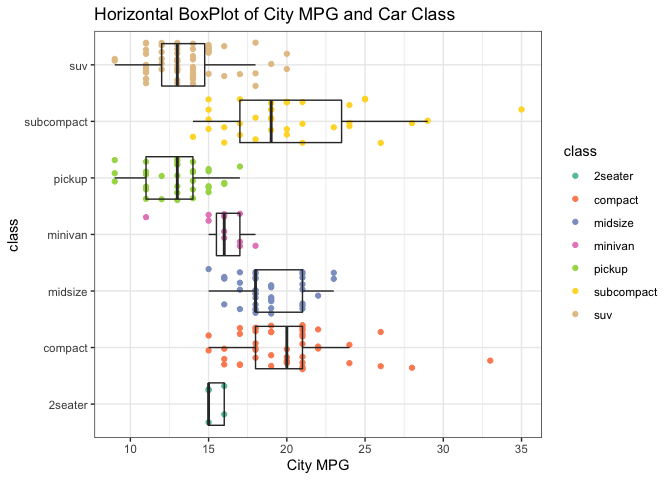 Horizontal BoxPlot of City MPG and Car Class
suv
subcompact
pickup
minivan
midsize
compact
2seater
class
10 15 20 25 30 35
City MPG
class
2seater
compact
midsize
minivan
pickup
subcompact
suv